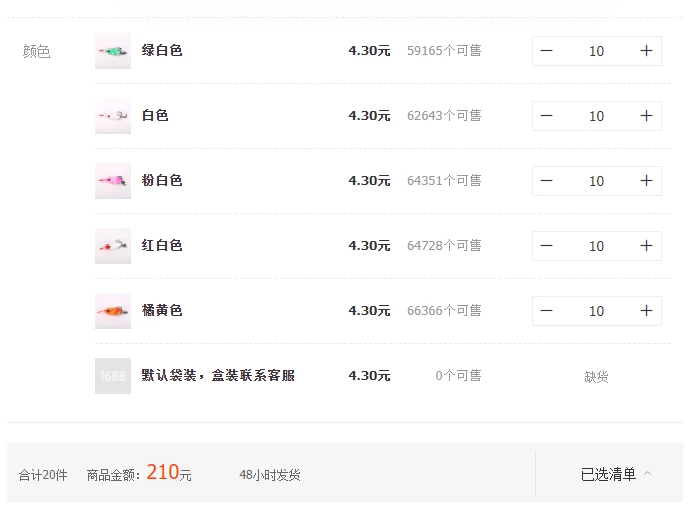 颜色
绿白色 4.30元 59165个可售 — 10 +
白色 4.30元 62643个可售 — 10 +
粉白色 4.30元 64351个可售 — 10 +
红白色 4.30元 64728个可售 — 10 +
橘黄色 4.30元 66366个可售 — 10 +
1688 默认袋装，盒装联系客服 4.30元 0个可售 缺货
合计20件 商品金额：210元 48小时发货 已选清单